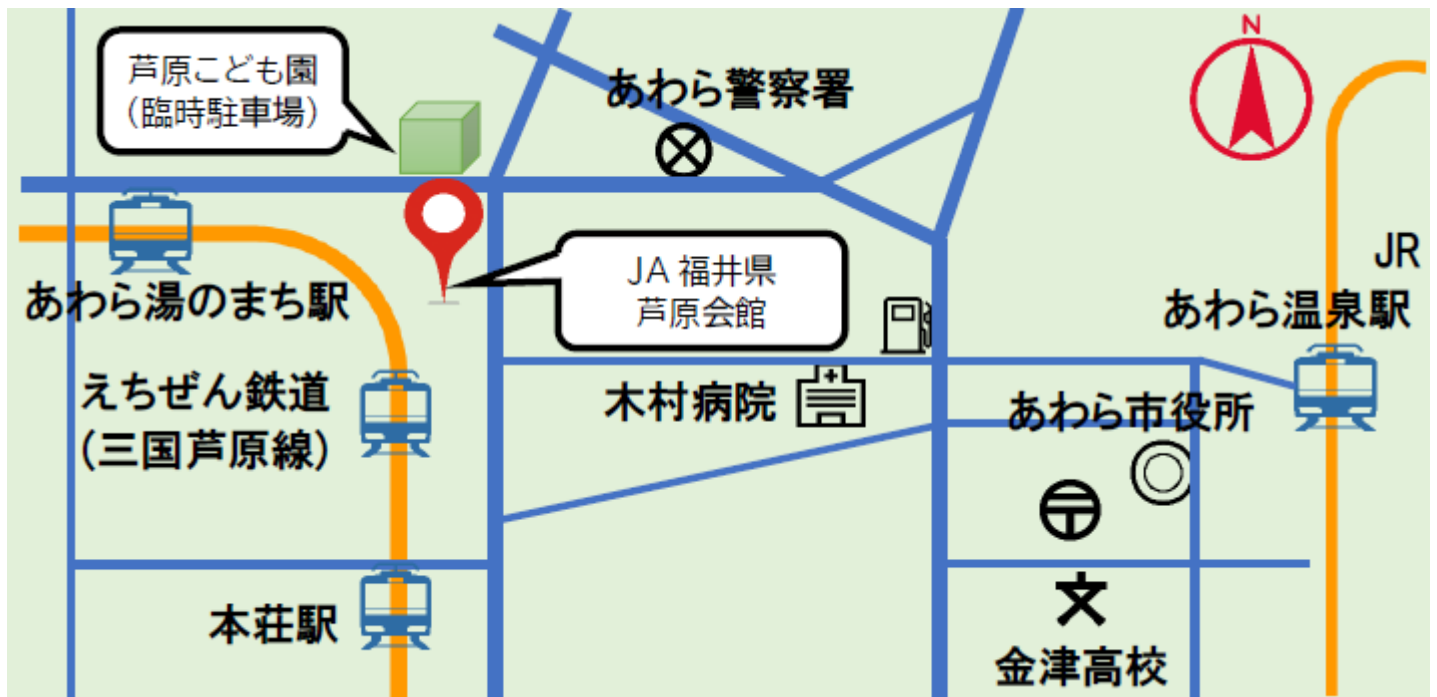 芦原こども園
(臨時駐車場)
あわら警察署
N
JR
あわら温泉駅
あわら湯のまち駅
JA 福井県
芦原会館
えちぜん鉄道
(三国芦原線)
木村病院
あわら市役所
本荘駅
金津高校